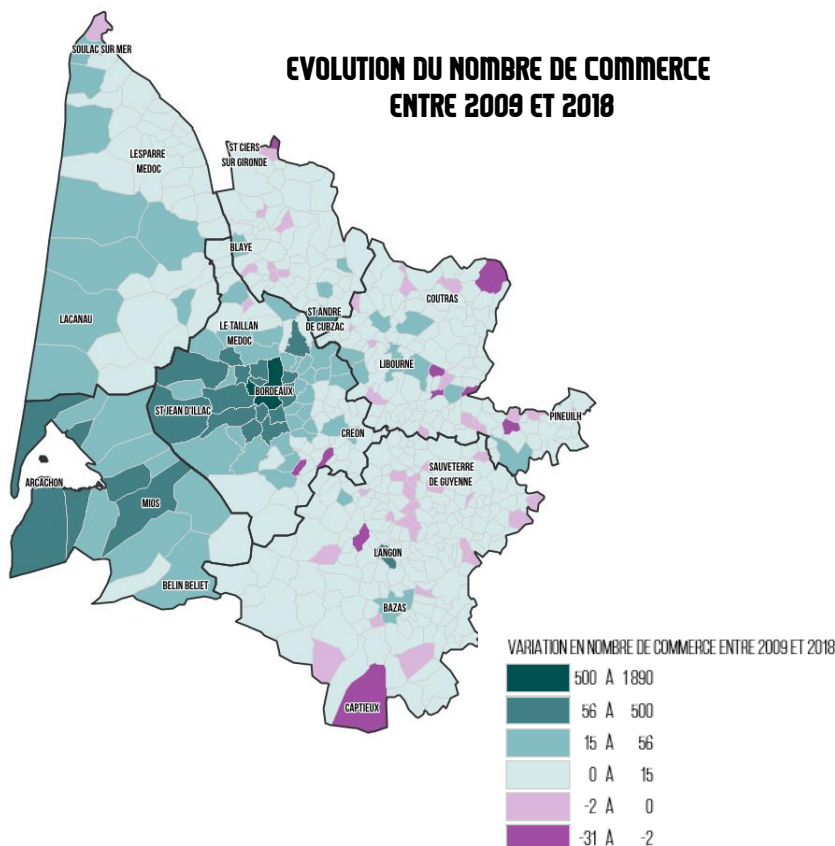 EVOLUTION DU NOMBRE DE COMMERCE
ENTRE 2009 ET 2018
SOULAC SUR MER
LESPARRE
MEDOC
ST CIERS
SUR GIRONDE
BLAYE
LACANAU
LE TAILLAN
MEDOC
ST ANDRE
DE CUBZAC
COUTRAS
LIBOURNE
BORDEAUX
ST JEAN D'ILLAC
CREON
PINEUILH
SAUVETERRE
DE GUYENNE
ARCACHON
MIOS
LANGON
BELIN BELIET
BAZAS
CAPTIEUX
VARIATION EN NOMBRE DE COMMERCE ENTRE 2009 ET 2018
500 À 1890
56 À 500
15 À 56
0 À 15
-2 À 0
-31 À -2